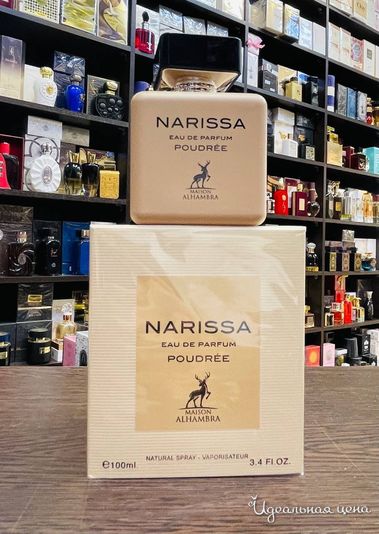 NARISSA
EAU DE PARFUM
POUDRÉE
MAISON
ALHAMBRA
NARISSA
EAU DE PARFUM
POUDRÉE
MAISON
ALHAMBRA
NATURAL SPRAY - VAPORISATEUR
℮100ml 3.4 Fl.OZ.
Идеальная цена